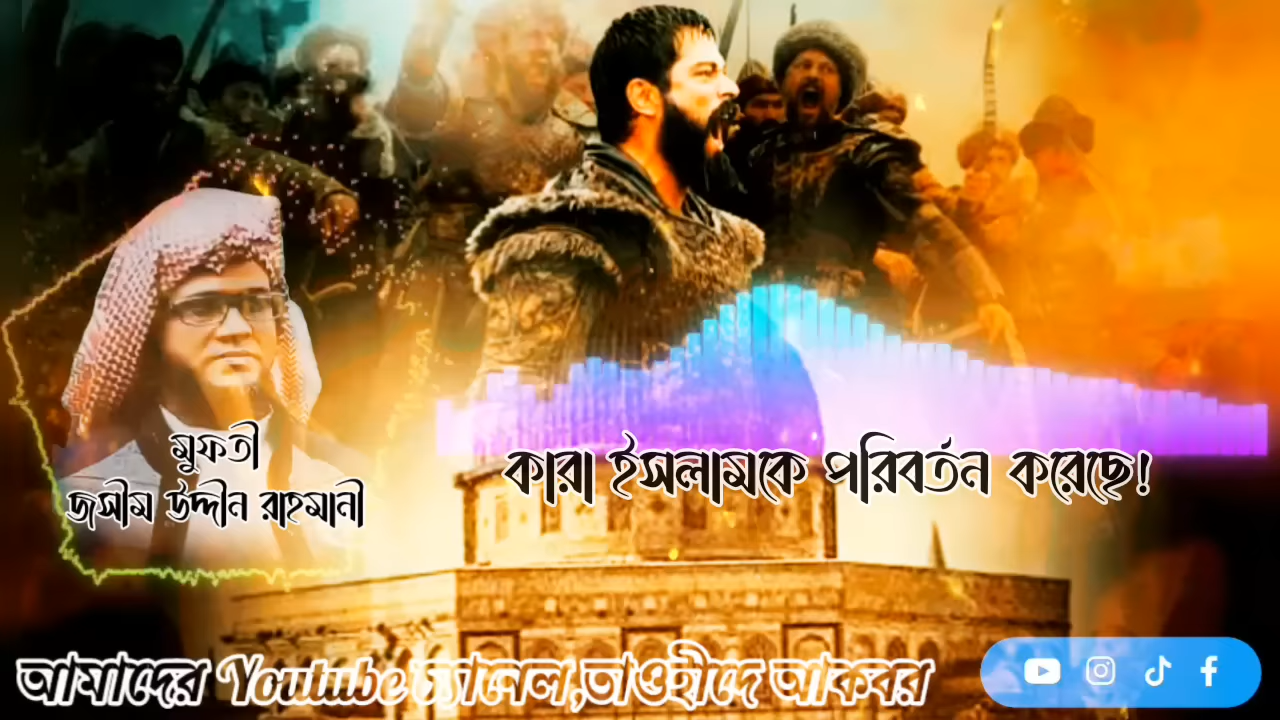 মুফতী
জসীম উদ্দীন রাহমানী
কারা ইসলামকে পরিবর্তন করেছে!
আমাদের Youtube চ্যানেল,তাওহীদে আকবর